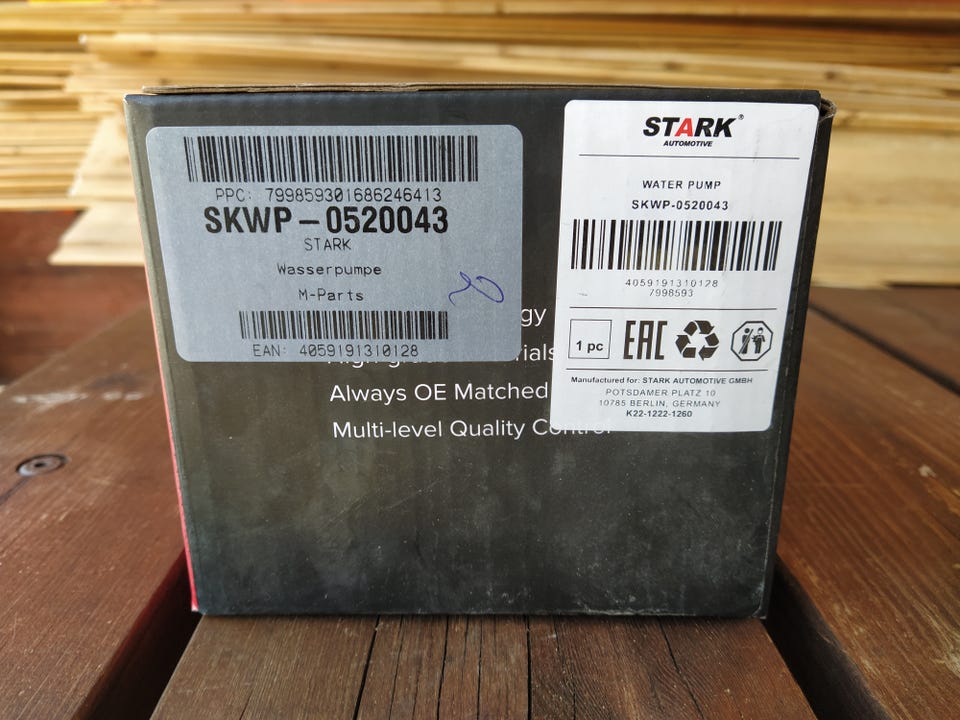 PPC: 799859301686246413
SKWP-0520043
STARK
Wasserpumpe
M-Parts
EAN: 4059191310128
Always OE Matched
Multi-level Quality Control
STARK®
AUTOMOTIVE
WATER PUMP
SKWP-0520043
4059191310128
7998593
1 pc
EAC
Manufactured for: STARK AUTOMOTIVE GMBH
POTSDAMER PLATZ 10
10785 BERLIN, GERMANY
K22-1222-1260